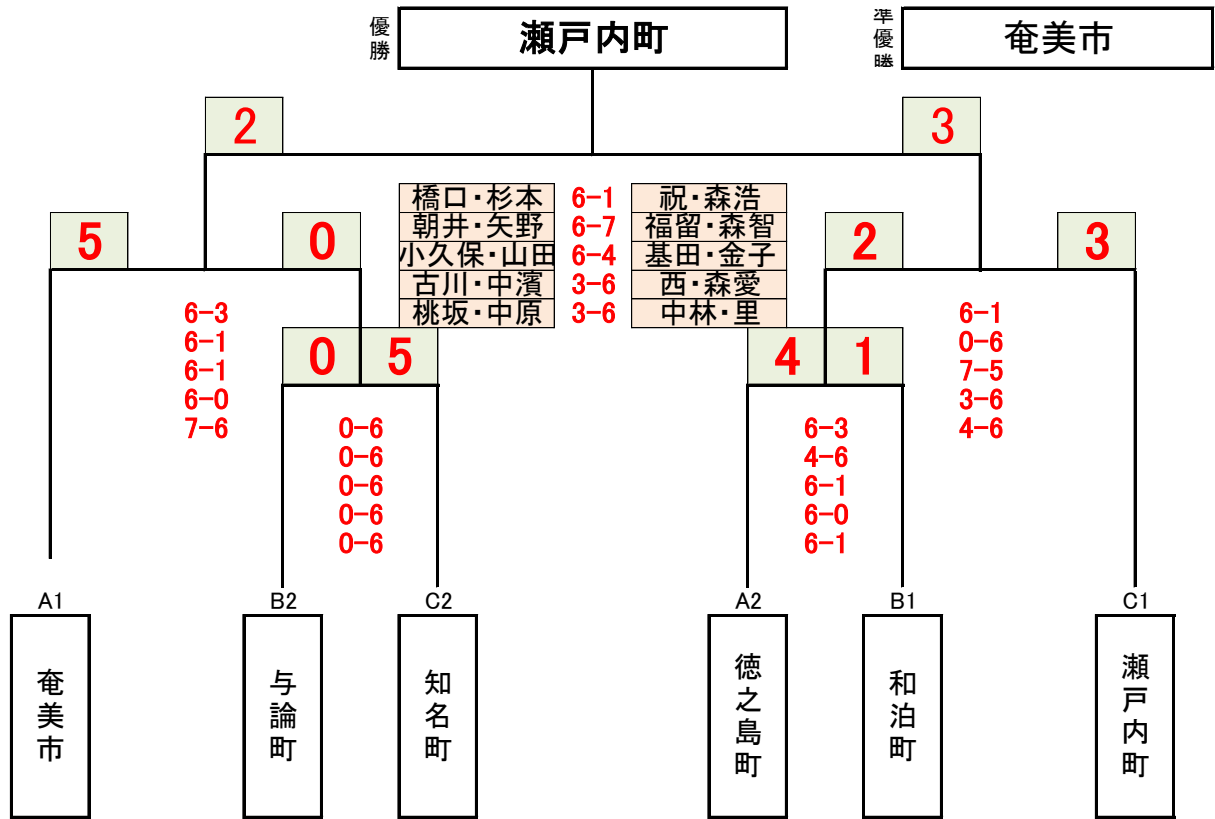 優勝
瀬戸内町
準優勝
奄美市
2
3
橋口・杉本 6-1 祝・森浩
朝井・矢野 6-7 福留・森智
小久保・山田 6-4 基田・金子
古川・中濱 3-6 西・森愛
桃坂・中原 3-6 中林・里
5
0
2
3
6-3
6-1
6-1
6-0
7-6
6-1
0-6
7-5
3-6
4-6
0
5
4
1
0-6
0-6
0-6
0-6
0-6
6-3
4-6
6-1
6-0
6-1
A1
B2
C2
A2
B1
C1
奄美市
与論町
知名町
徳之島町
和泊町
瀬戸内町